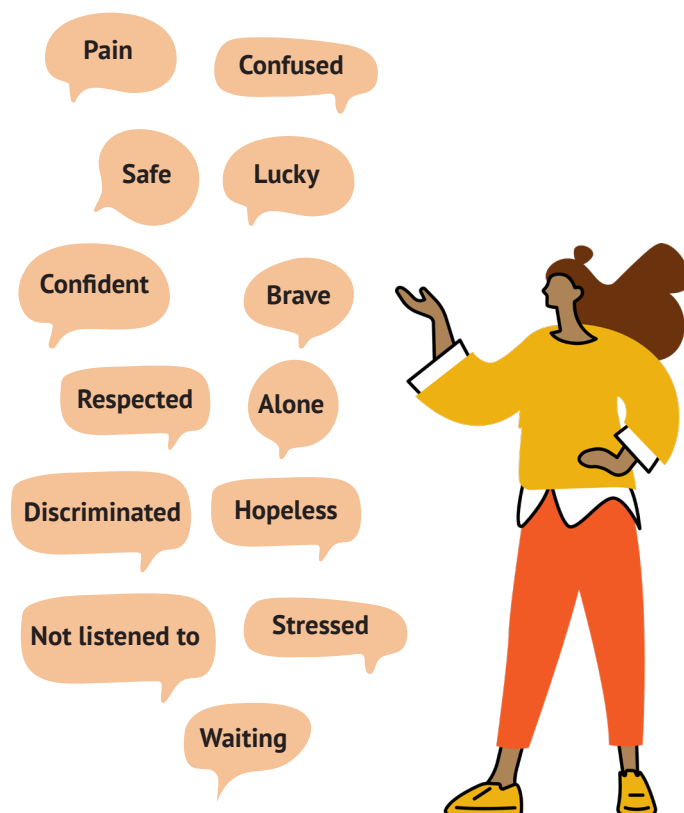 Pain
Confused
Safe
Lucky
Confident
Brave
Respected
Alone
Discriminated
Hopeless
Not listened to
Stressed
Waiting